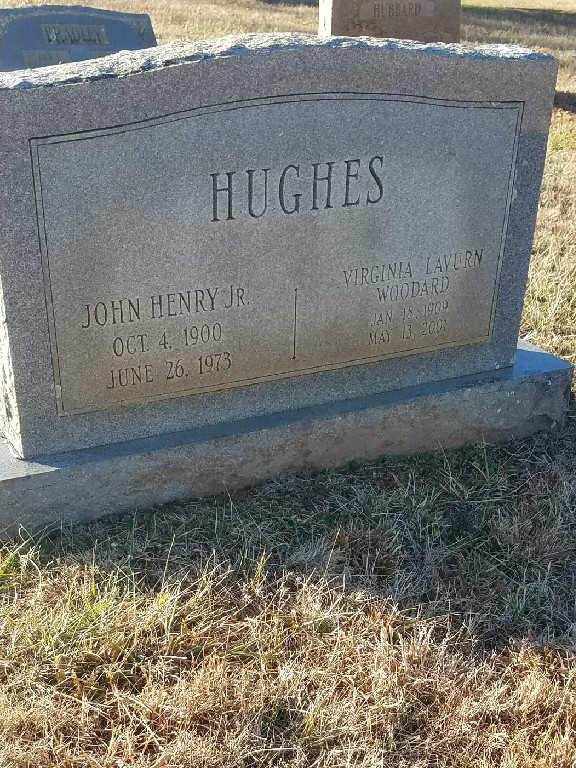 BRADLEY
HUBBARD
HUGHES
JOHN HENRY JR.
OCT. 4, 1900
JUNE 26, 1973
VIRGINIA LAVURN
WOODARD
JAN. 18, 1909
MAY 13, 2001